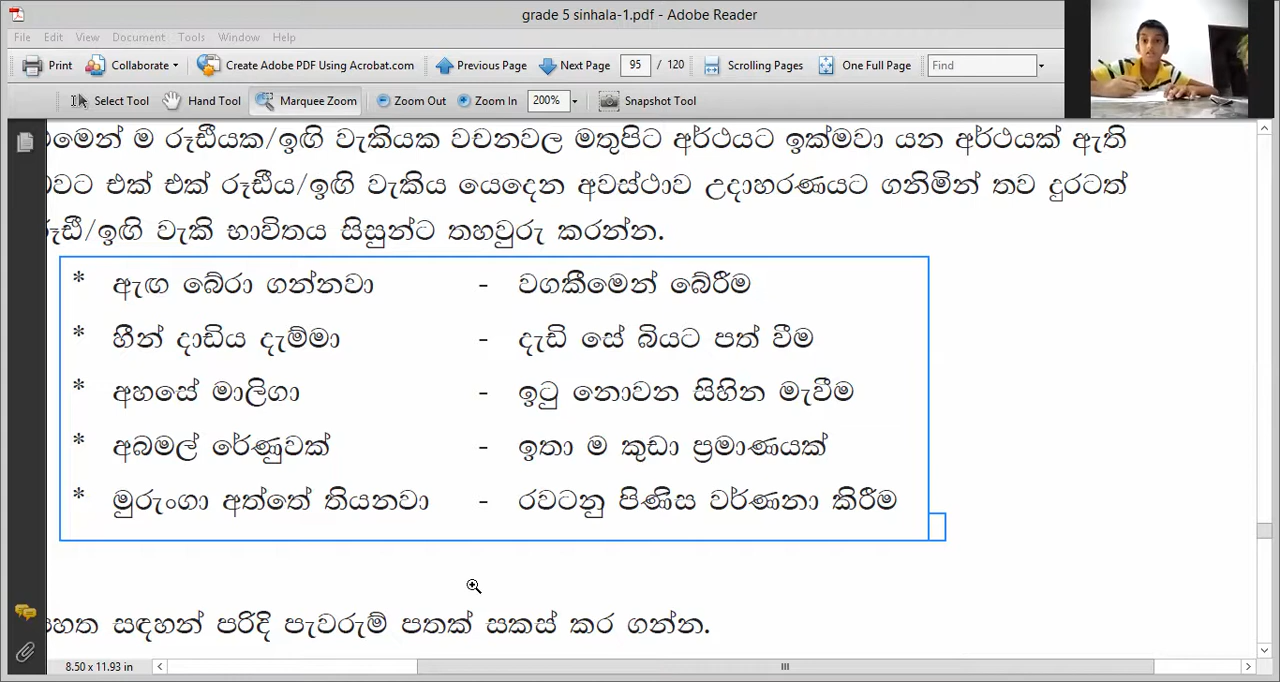 grade 5 sinhala-1.pdf - Adobe Reader
File Edit View Document Tools Window Help
Print Collaborate Create Adobe PDF Using Acrobat.com Previous Page Next Page 95 / 120 Scrolling Pages One Full Page Find
Select Tool Hand Tool Marquee Zoom Zoom Out Zoom In 200% Snapshot Tool
ම රූඪියක/ඉඟි වැකියක වචනවල මතුපිට අර්ථයට ඉක්මවා යන අර්ථයක් ඇති
එක් එක් රූඪිය/ඉඟි වැකිය යෙදෙන අවස්ථාව උදාහරණයට ගනිමින් තව දුරටත්
රූඪි/ඉඟි වැකි භාවිතය සිසුන්ට තහවුරු කරන්න.
* ඇඟ බේරා ගන්නවා - වගකීමෙන් බේරීම
* හීන් දාඩිය දැම්මා - දැඩි සේ බියට පත් වීම
* අහසේ මාලිගා - ඉටු නොවන සිහින මැවීම
* අබමල් රේණුවක් - ඉතා ම කුඩා ප්‍රමාණයක්
* මුරුංගා අත්තේ තියනවා - රවටනු පිණිස වර්ණනා කිරීම
සඳහන් පරිදි පැවරුම් පතක් සකස් කර ගන්න.
8.50 x 11.93 in